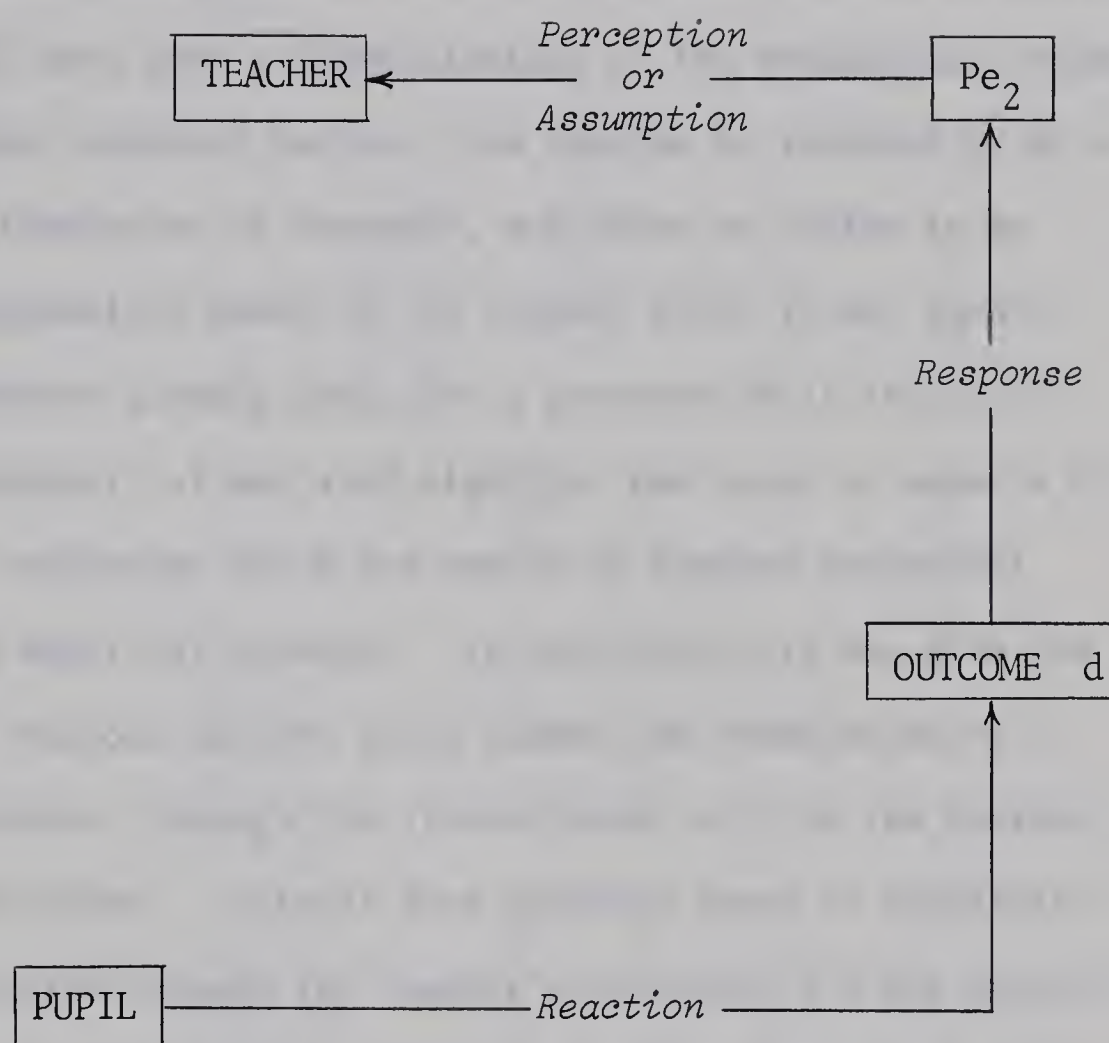 Perception
TEACHER or Pe₂
Assumption
Response
OUTCOME d
PUPIL Reaction